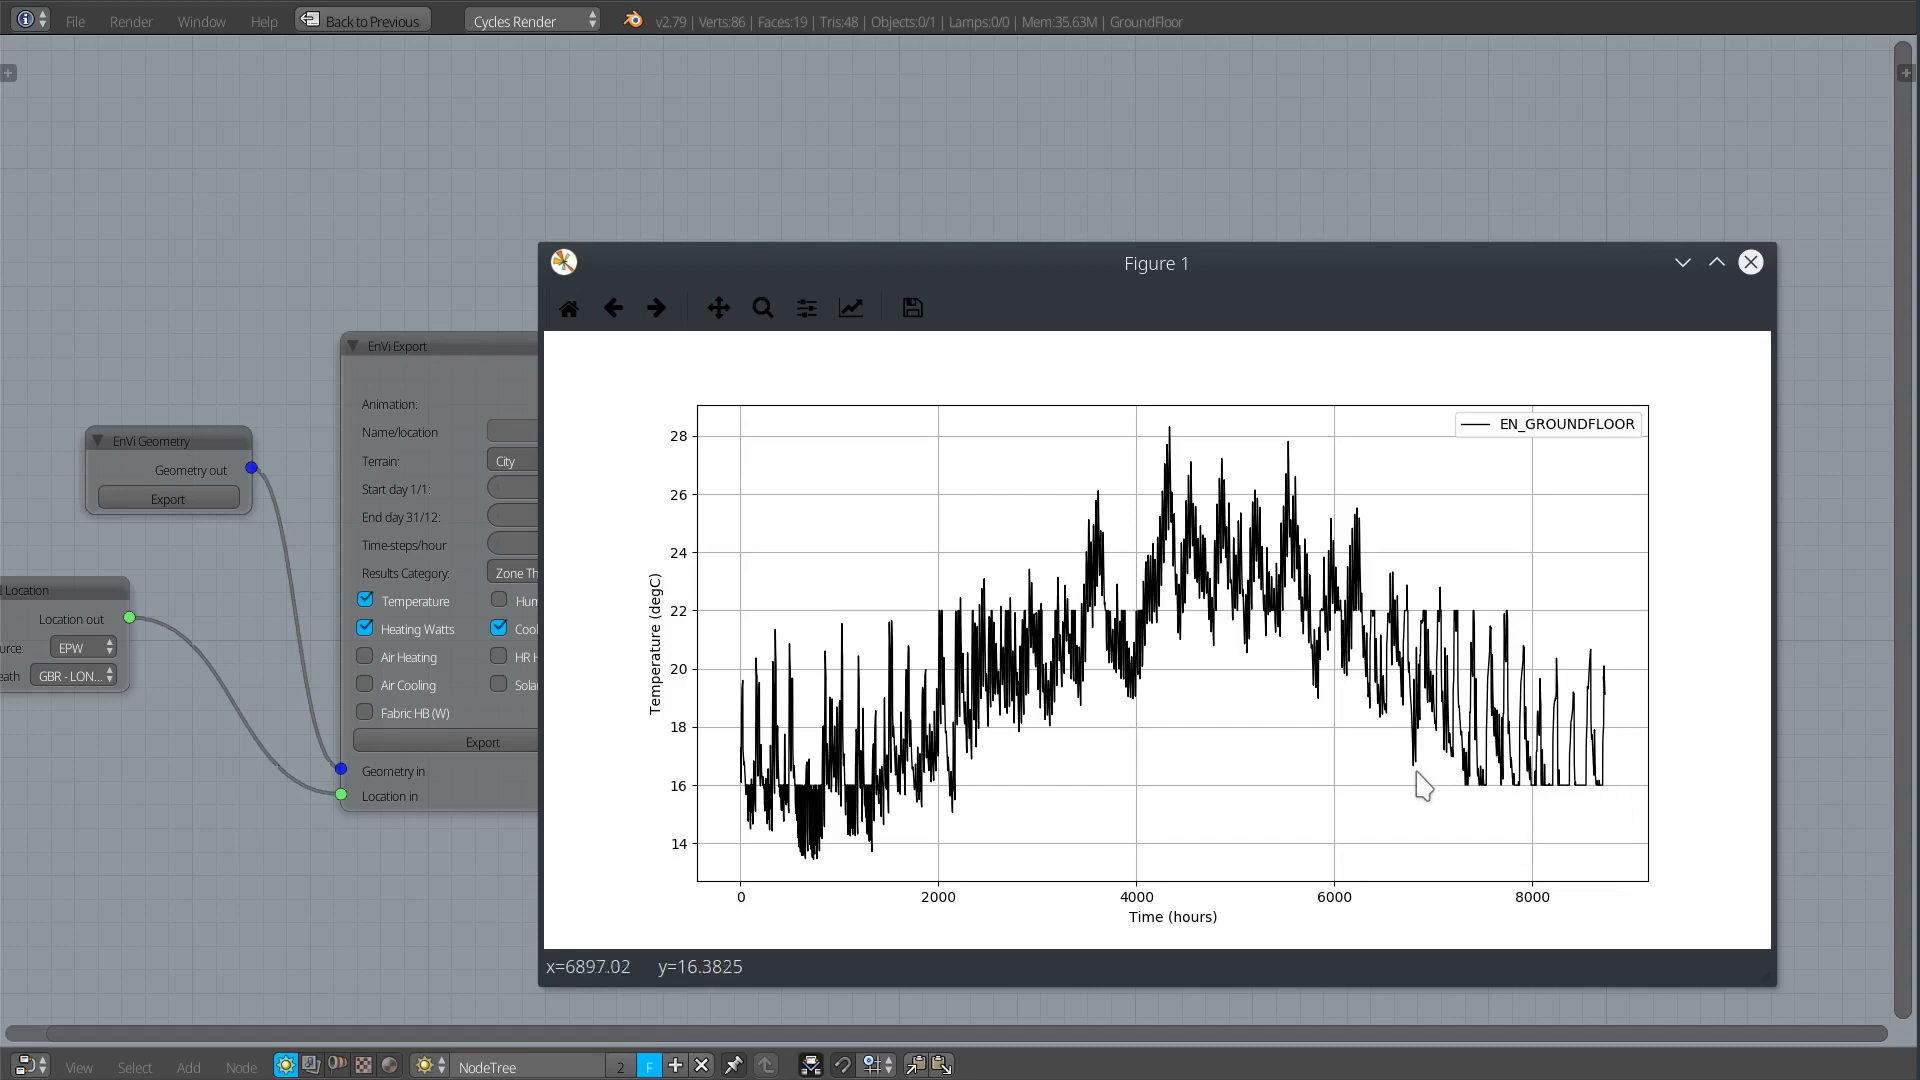 File Render Window Help Back to Previous Cycles Render v2.79 | Verts:86 | Faces:19 | Tris:48 | Objects:0/1 | Lamps:0/0 | Mem:35.63M | GroundFloor
Figure 1
EnVi Export
Animation:
Name/location
Terrain: City
Start day 1/1:
End day 31/12:
Time-steps/hour
Results Category: Zone Th
Temperature Hum
Heating Watts Cool
Air Heating HR H
Air Cooling Sola
Fabric HB (W)
Export
Geometry in
Location in
EnVi Geometry
Geometry out
Export
Location
Location out
urce: EPW
eath GBR - LON...
EN_GROUNDFLOOR
28
26
24
22
20
18
16
14
Temperature (degC)
0 2000 4000 6000 8000
Time (hours)
x=6897.02 y=16.3825
View Select Add Node NodeTree 2 F